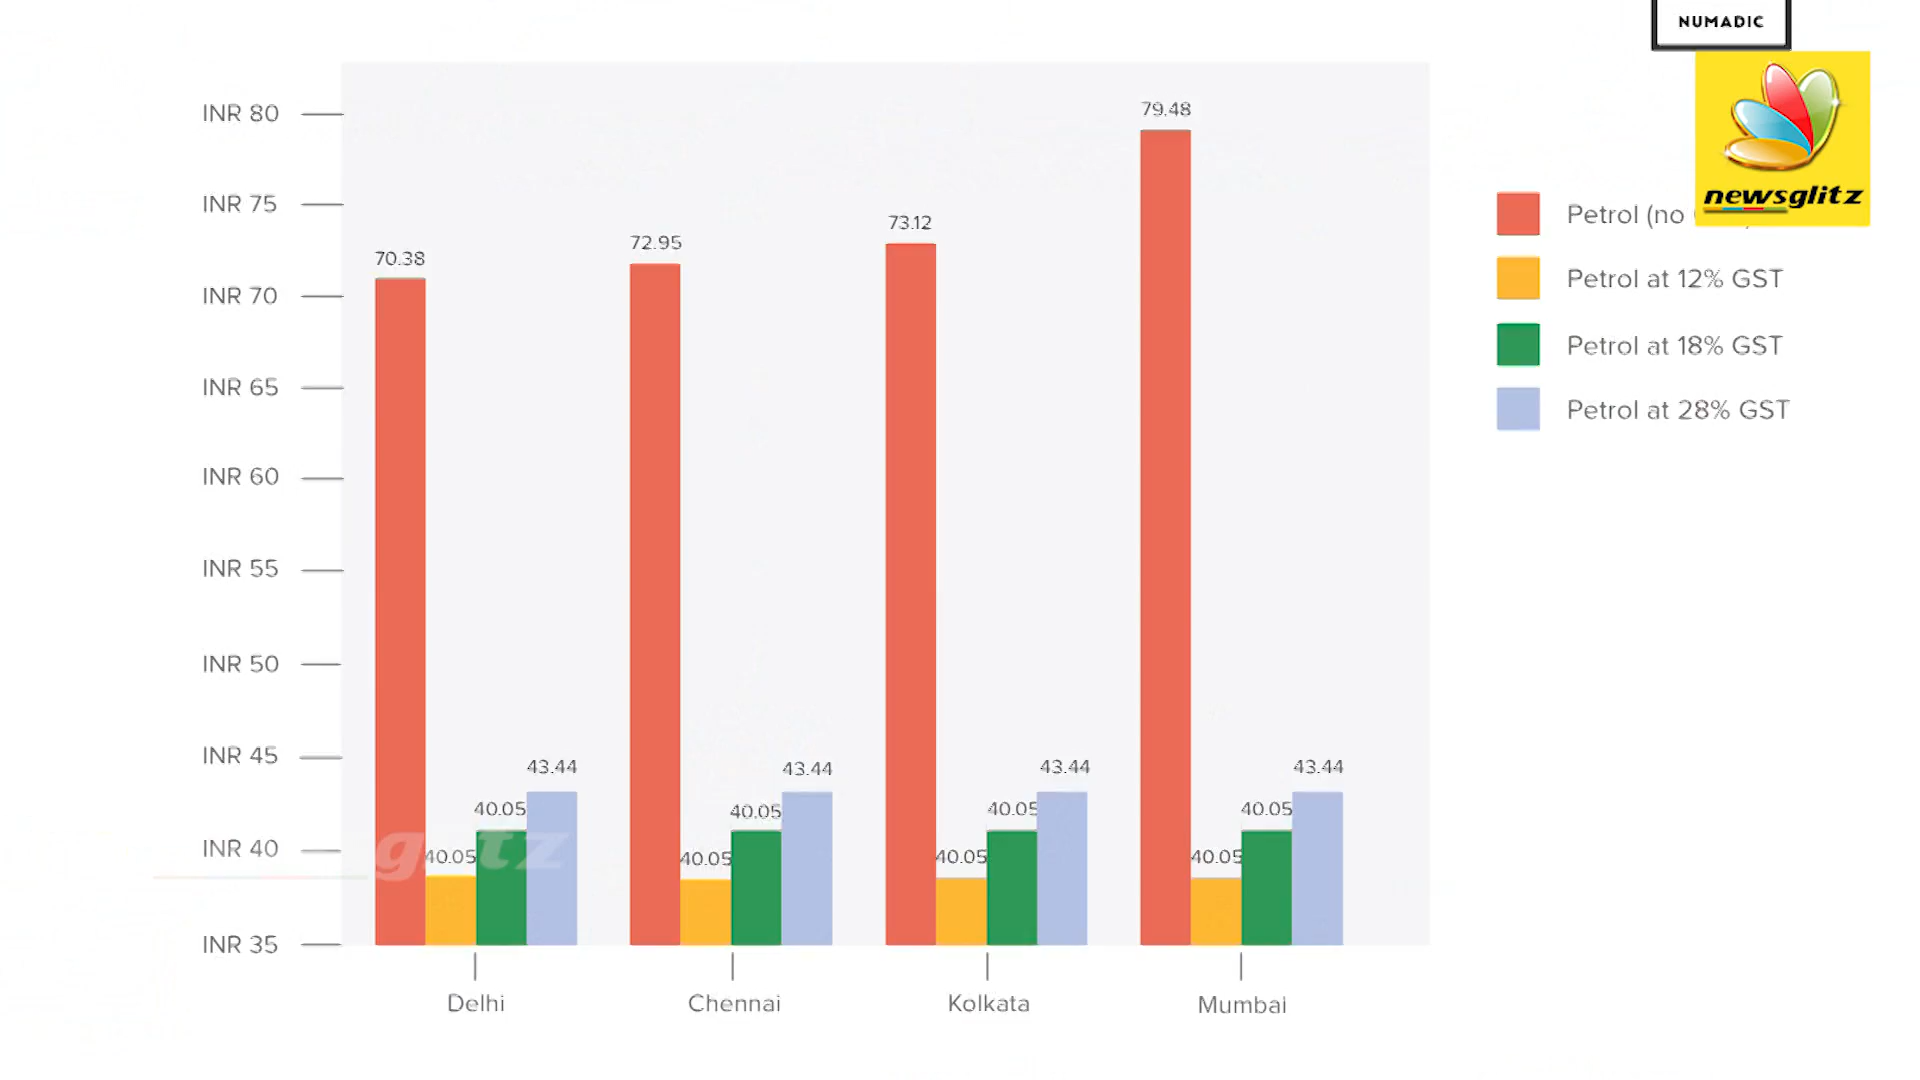 NUMADIC
newsglitz
INR 80
INR 75
INR 70
INR 65
INR 60
INR 55
INR 50
INR 45
INR 40
INR 35
70.38
40.05
40.05
43.44
72.95
40.05
40.05
43.44
73.12
40.05
40.05
43.44
79.48
40.05
40.05
43.44
Delhi
Chennai
Kolkata
Mumbai
Petrol (no
Petrol at 12% GST
Petrol at 18% GST
Petrol at 28% GST
glitz